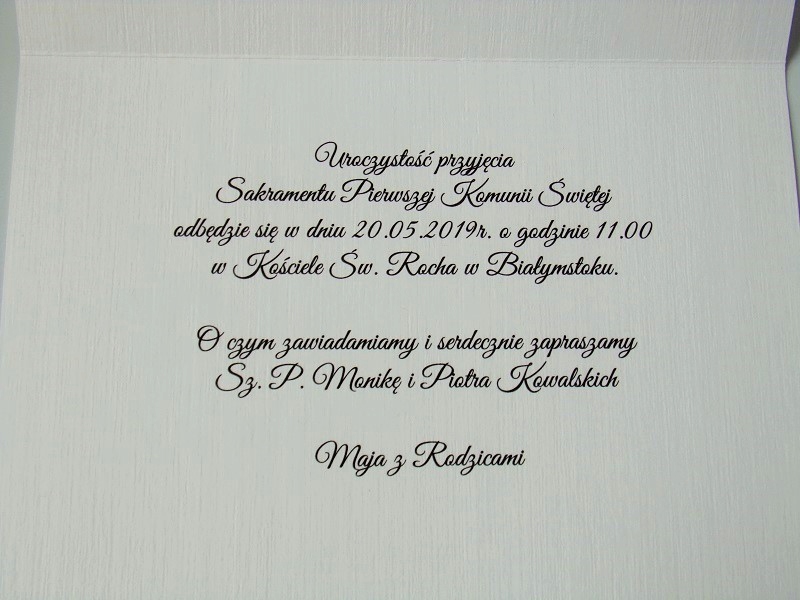 Uroczystość przyjęcia
Sakramentu Pierwszej Komunii Świętej
odbędzie się w dniu 20.05.2019r. o godzinie 11.00
w Kościele Św. Rocha w Białymstoku.
O czym zawiadamiamy i serdecznie zapraszamy
Sz. P. Monikę i Piotra Kowalskich
Maja z Rodzicami